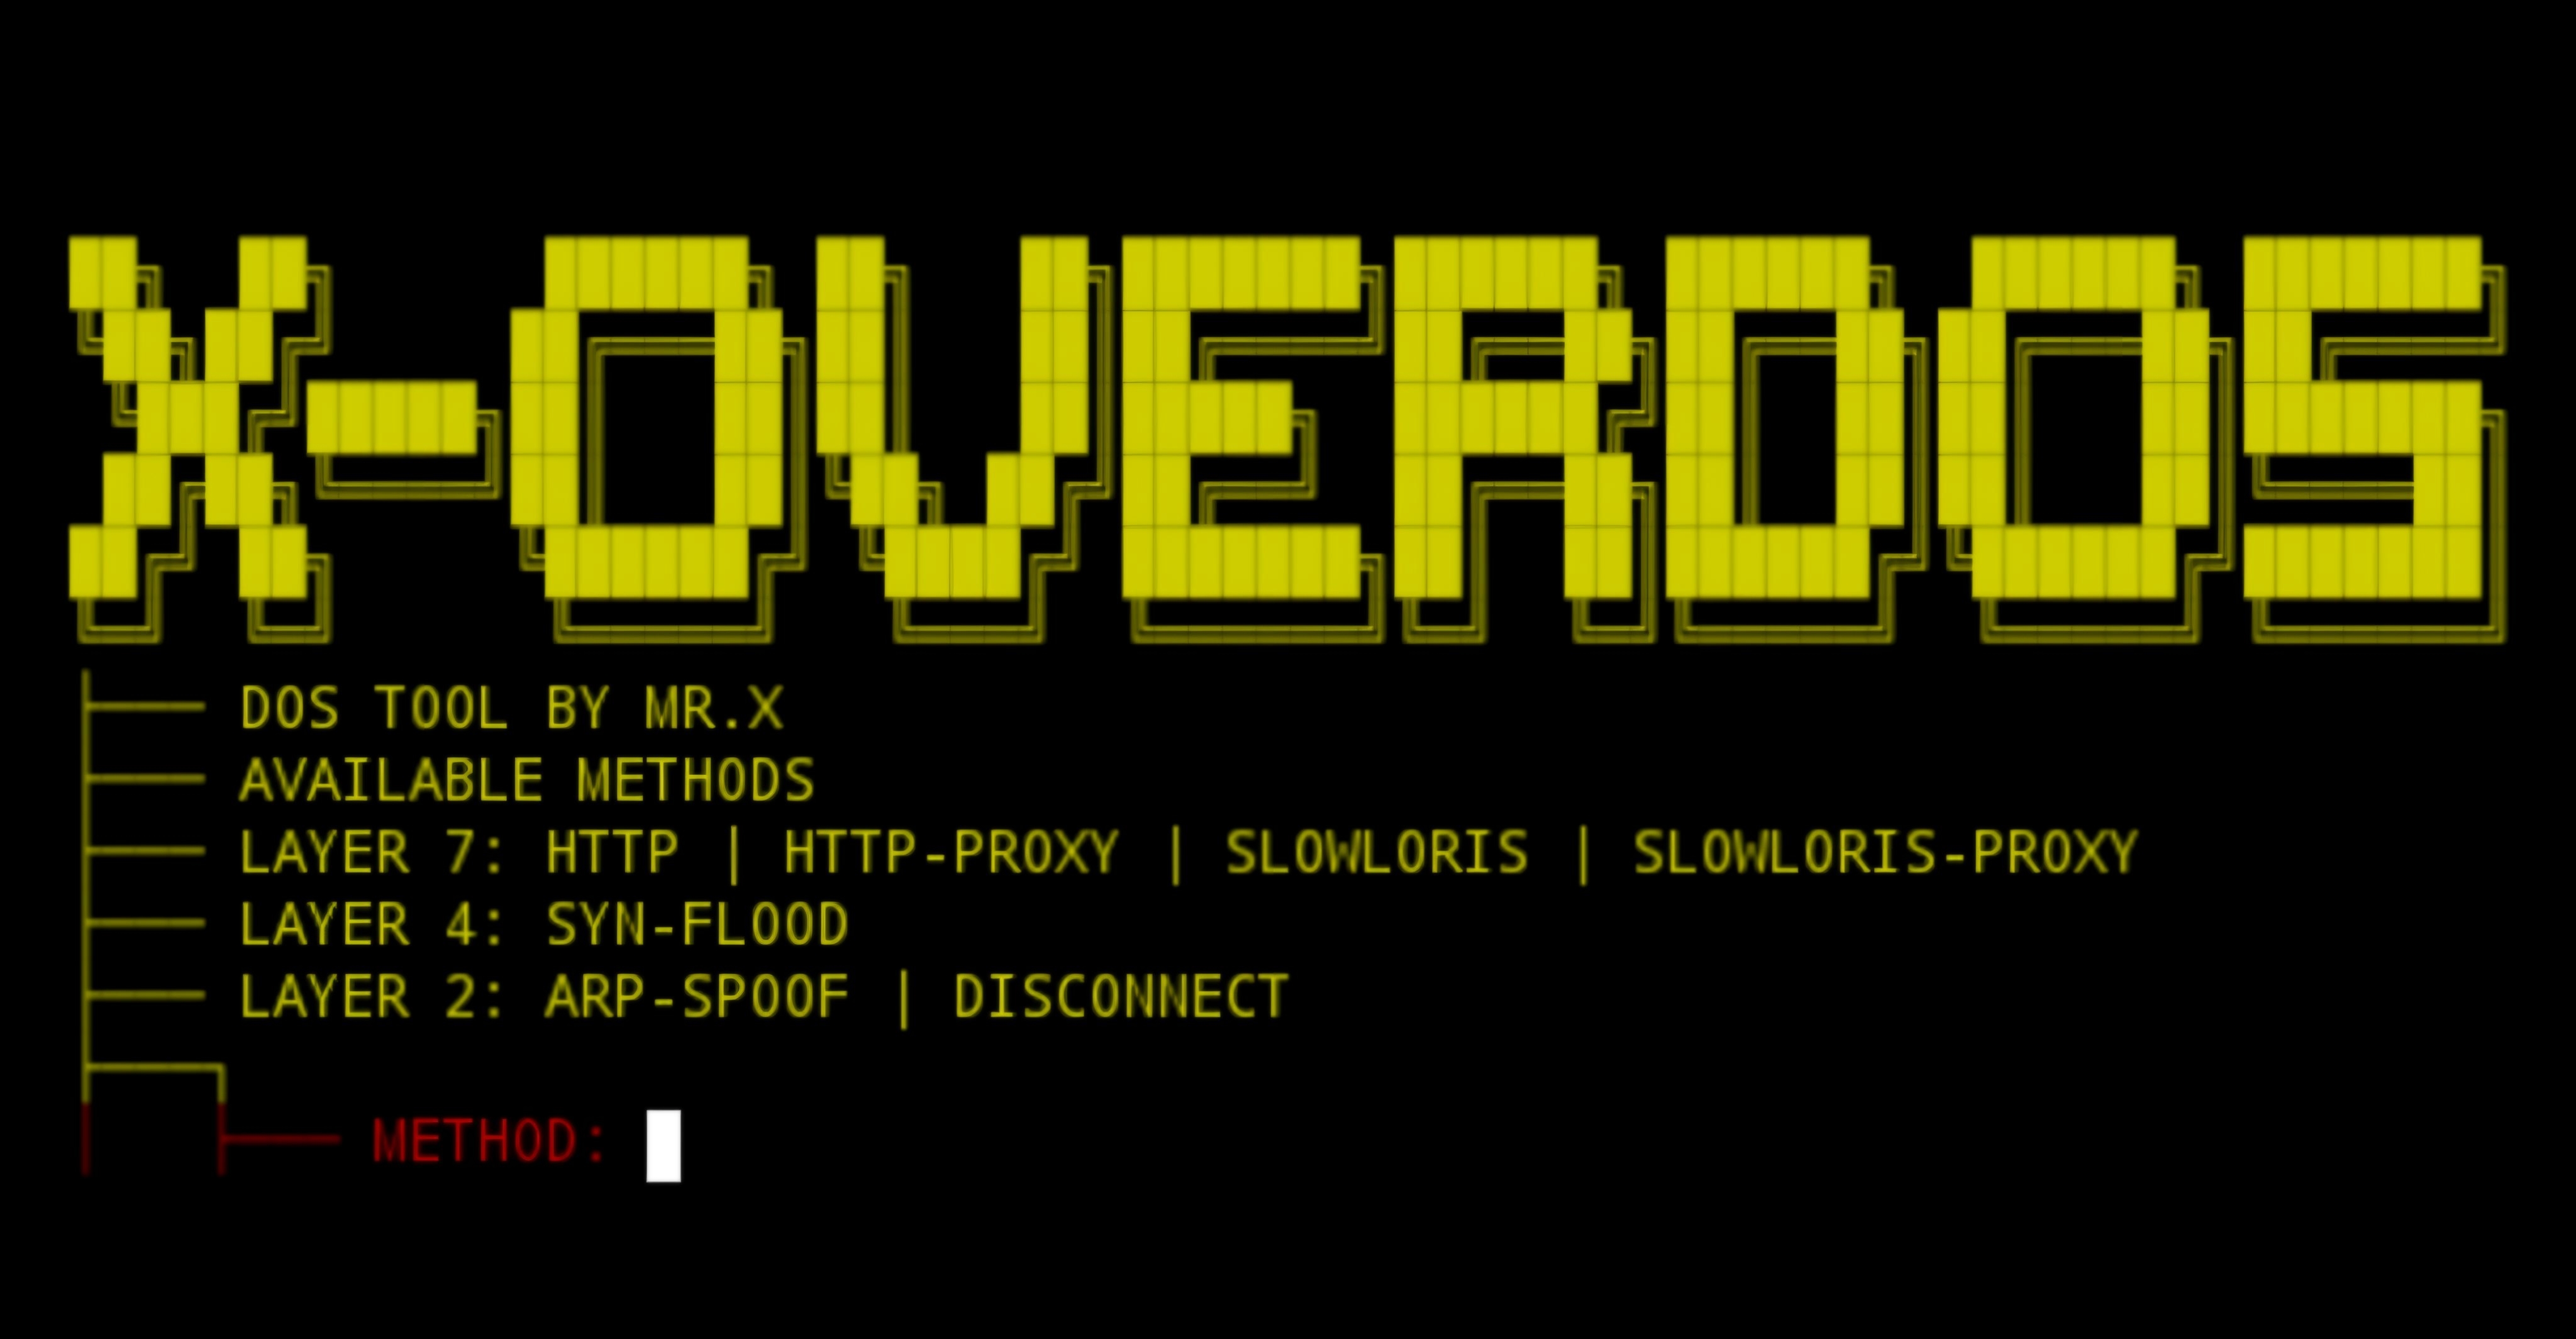 X-OVERDOS
DOS TOOL BY MR.X
AVAILABLE METHODS
LAYER 7: HTTP | HTTP-PROXY | SLOWLORIS | SLOWLORIS-PROXY
LAYER 4: SYN-FLOOD
LAYER 2: ARP-SPOOF | DISCONNECT
METHOD: